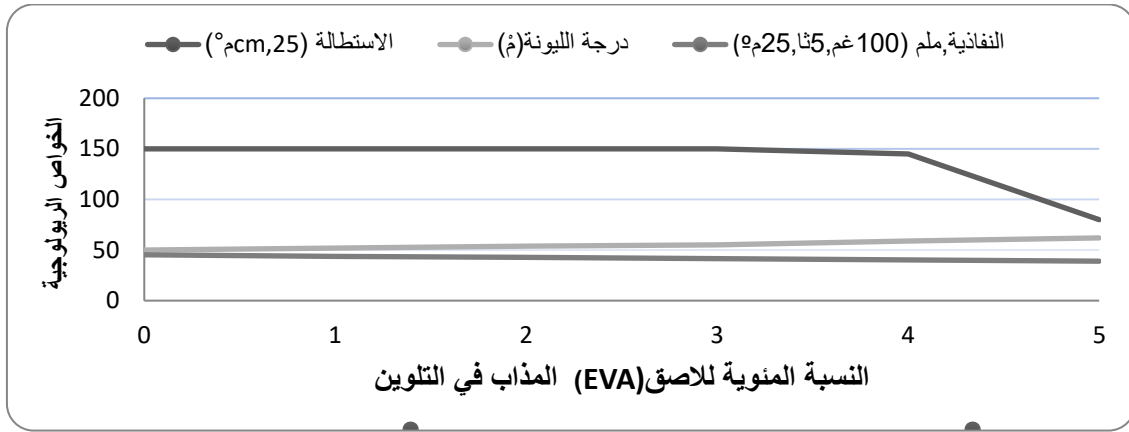 النفاذية,ملم (100غم,5ثا,25مº) درجة الليونة(مْ) الاستطالة (cm,25م°)
الخواص الريولوجية
200
150
100
50
0
0 1 2 3 4 5
النسبة المئوية للاصق(EVA) المذاب في التلوين